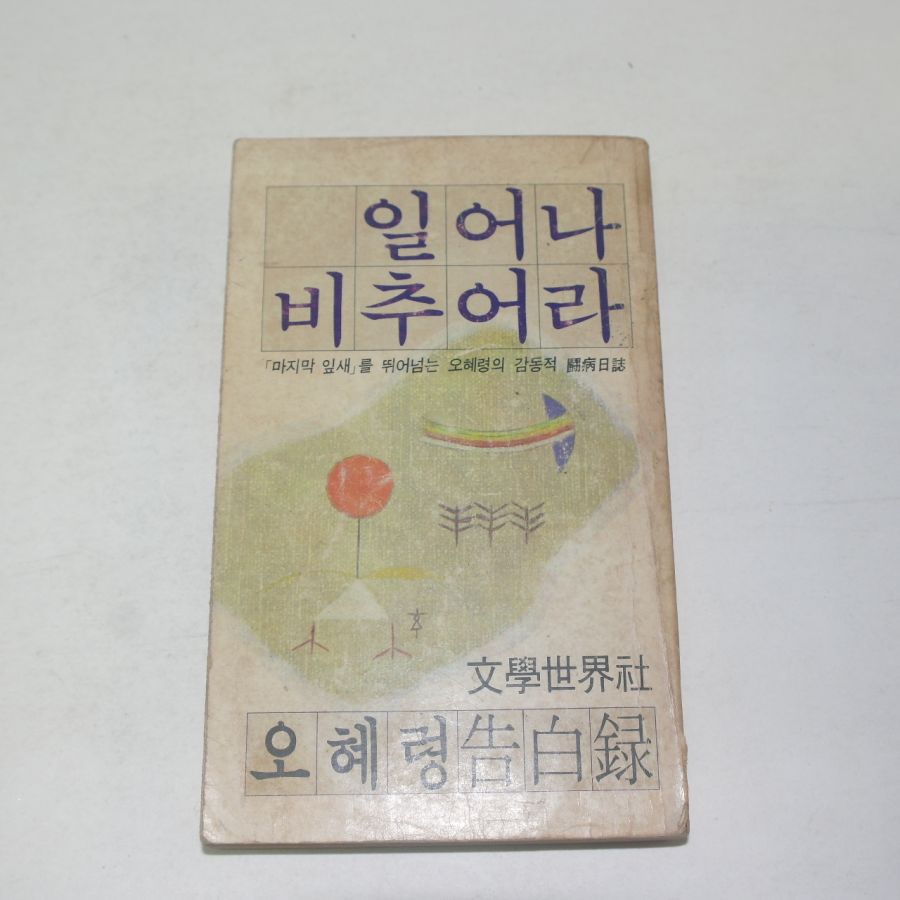 일어나
비추어라
「마지막 잎새」를 뛰어넘는 오혜령의 감동적 鬪病日誌
文學世界社
오혜령告白録